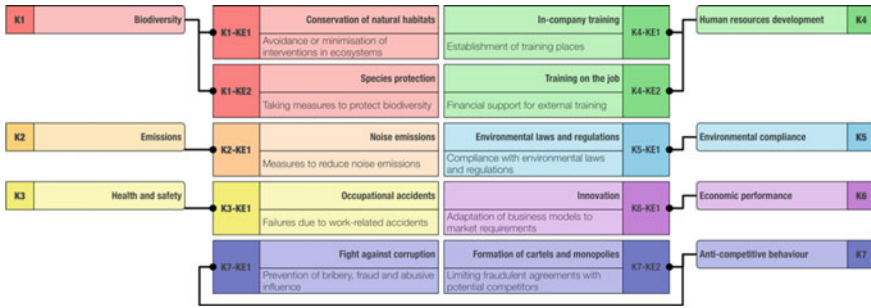 K1
Biodiversity
K1-KE1
Conservation of natural habitats
Avoidance or minimisation of
interventions in ecosystems
In-company training
Establishment of training places
K4-KE1
Human resources development
K4
K1-KE2
Species protection
Taking measures to protect biodiversity
Training on the job
Financial support for external training
K4-KE2
K2
Emissions
K2-KE1
Noise emissions
Measures to reduce noise emissions
Environmental laws and regulations
Compliance with environmental laws
and regulations
K5-KE1
Environmental compliance
K5
K3
Health and safety
K3-KE1
Occupational accidents
Failures due to work-related accidents
Innovation
Adaptation of business models to
market requirements
K6-KE1
Economic performance
K6
K7-KE1
Fight against corruption
Prevention of bribery, fraud and abusive
influence
Formation of cartels and monopolies
Limiting fraudulent agreements with
potential competitors
K7-KE2
Anti-competitive behaviour
K7